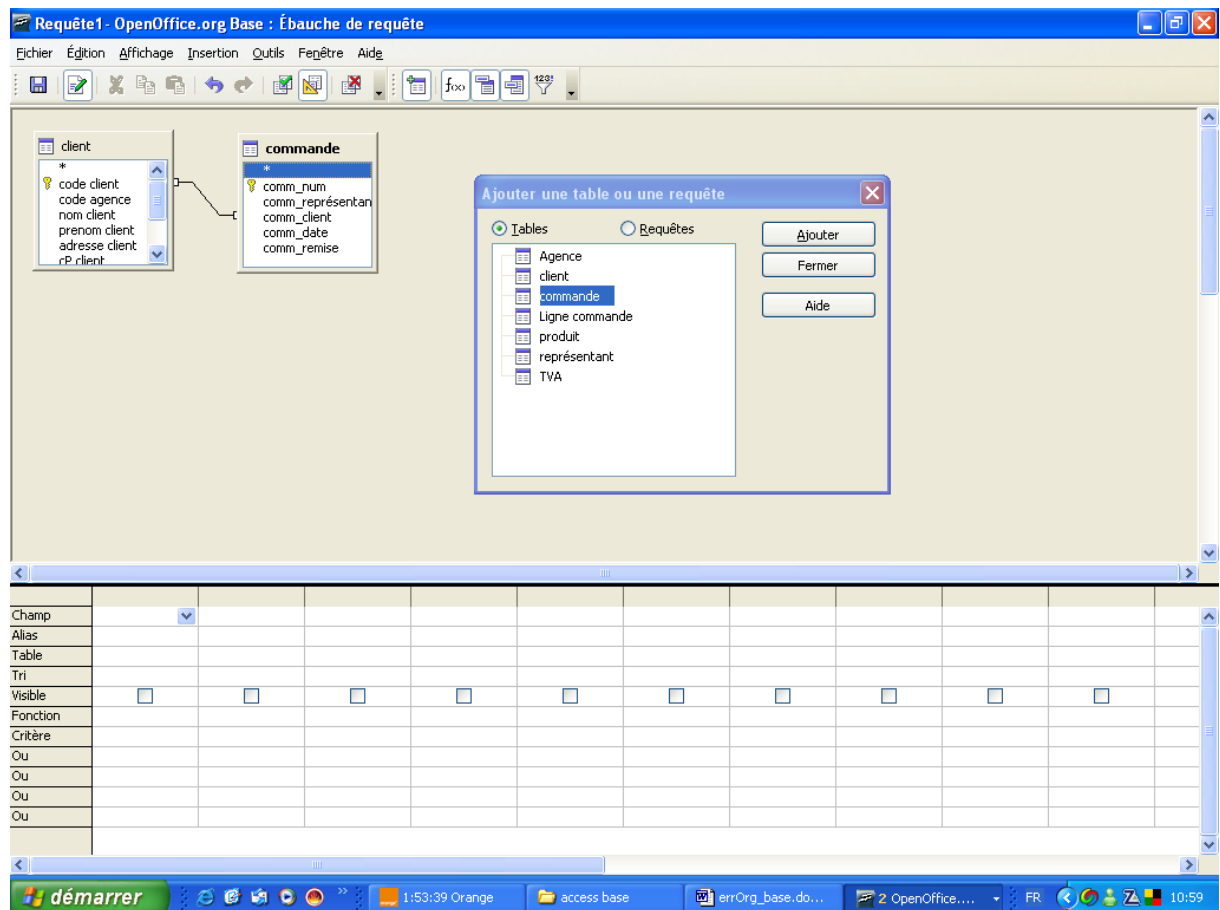 Requête1 - OpenOffice.org Base : Ébauche de requête
Fichier Édition Affichage Insertion Outils Fenêtre Aide
client
*
code client
code agence
nom client
prenom client
adresse client
cP client
commande
*
comm_num
comm_représentan
comm_client
comm_date
comm_remise
Ajouter une table ou une requête
Tables Requêtes
Agence
client
commande
Ligne commande
produit
représentant
TVA
Ajouter
Fermer
Aide
Champ
Alias
Table
Tri
Visible
Fonction
Critère
Ou
Ou
Ou
Ou
démarrer 1:53:39 Orange access base errOrg_base.do... 2 OpenOffice.... FR 10:59